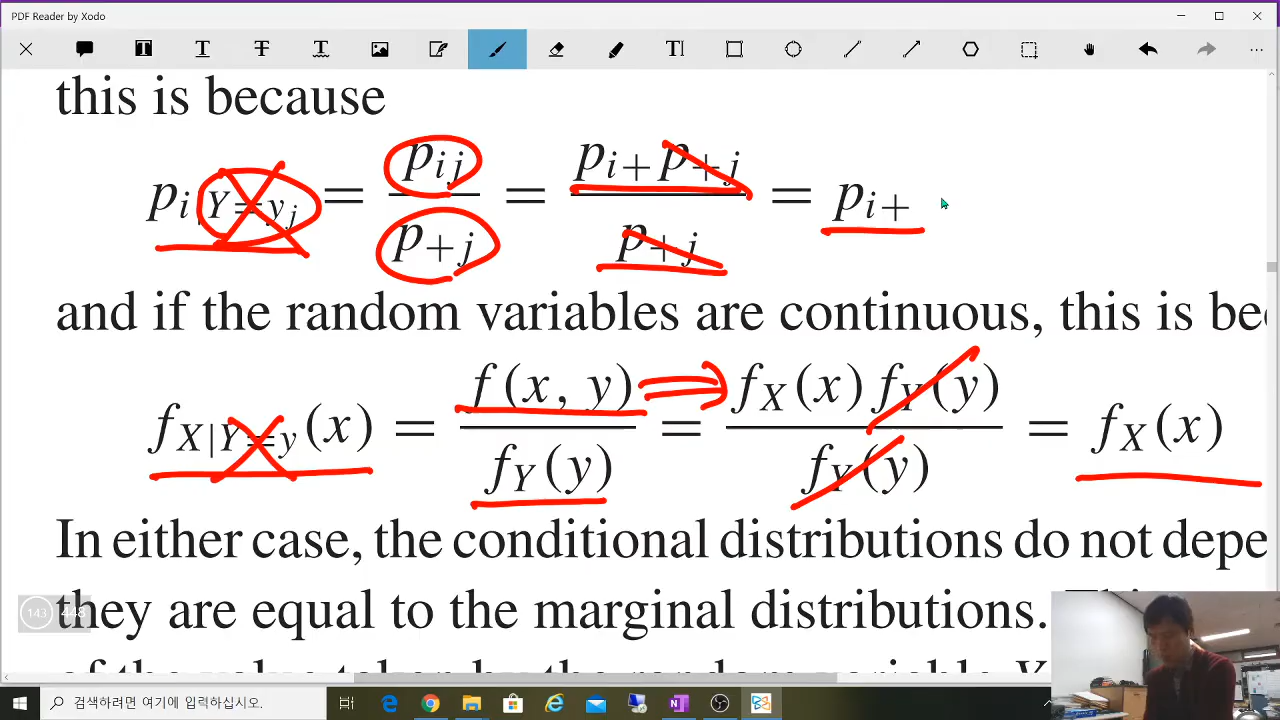 PDF Reader by Xodo
this is because
p_{i|Y=y_j} = p_{ij} / p_{+j} = p_{i+} p_{+j} / p_{+j} = p_{i+}
and if the random variables are continuous, this is be
f_{X|Y=y}(x) = f(x, y) / f_Y(y) = f_X(x) f_Y(y) / f_Y(y) = f_X(x)
In either case, the conditional distributions do not depe
they are equal to the marginal distributions.
143 448
검색하려면 여기에 입력하십시오.